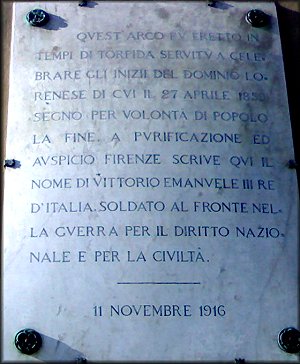 QVEST'ARCO FV ERETTO IN
TEMPI DI TORPIDA SERVITV A CELE-
BRARE GLI INIZII DEL DOMINIO LO-
RENESE DI CVI IL 27 APRILE 1859
SEGNO PER VOLONTÀ DI POPOLO
LA FINE. A PVRIFICAZIONE ED
AVSPICIO FIRENZE SCRIVE QVI IL
NOME DI VITTORIO EMANVELE III RE
D'ITALIA. SOLDATO AL FRONTE NEL-
LA GVERRA PER IL DIRITTO NAZIO-
NALE E PER LA CIVILTÀ.
11 NOVEMBRE 1916